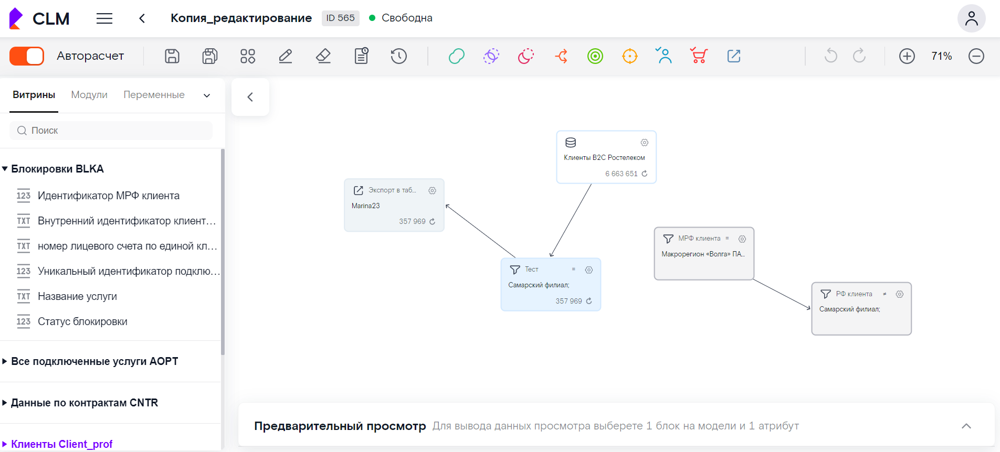 CLM
Копия_редактирование
ID 565
Свободна
Авторасчет
71%
Витрины
Модули
Переменные
Поиск
Блокировки BLKA
123 Идентификатор МРФ клиента
TXT Внутренний идентификатор клиент...
TXT номер лицевого счета по единой кл...
123 Уникальный идентификатор подклю...
TXT Название услуги
123 Статус блокировки
Все подключенные услуги AOPT
Данные по контрактам CNTR
Клиенты Client_prof
Клиенты B2C Ростелеком
6 663 651
Экспорт в таб...
Marina23
357 969
МРФ клиента =
Макрорегион «Волга» ПА...
Тест =
Самарский филиал;
357 969
РФ клиента ≠
Самарский филиал;
Предварительный просмотр
Для вывода данных просмотра выберете 1 блок на модели и 1 атрибут